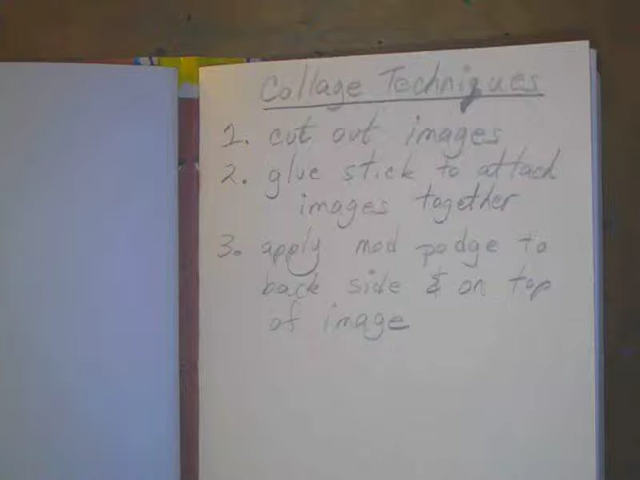 Collage Techniques
1. cut out images
2. glue stick to attach
images together
3. apply mod podge to
back side & on top
of image